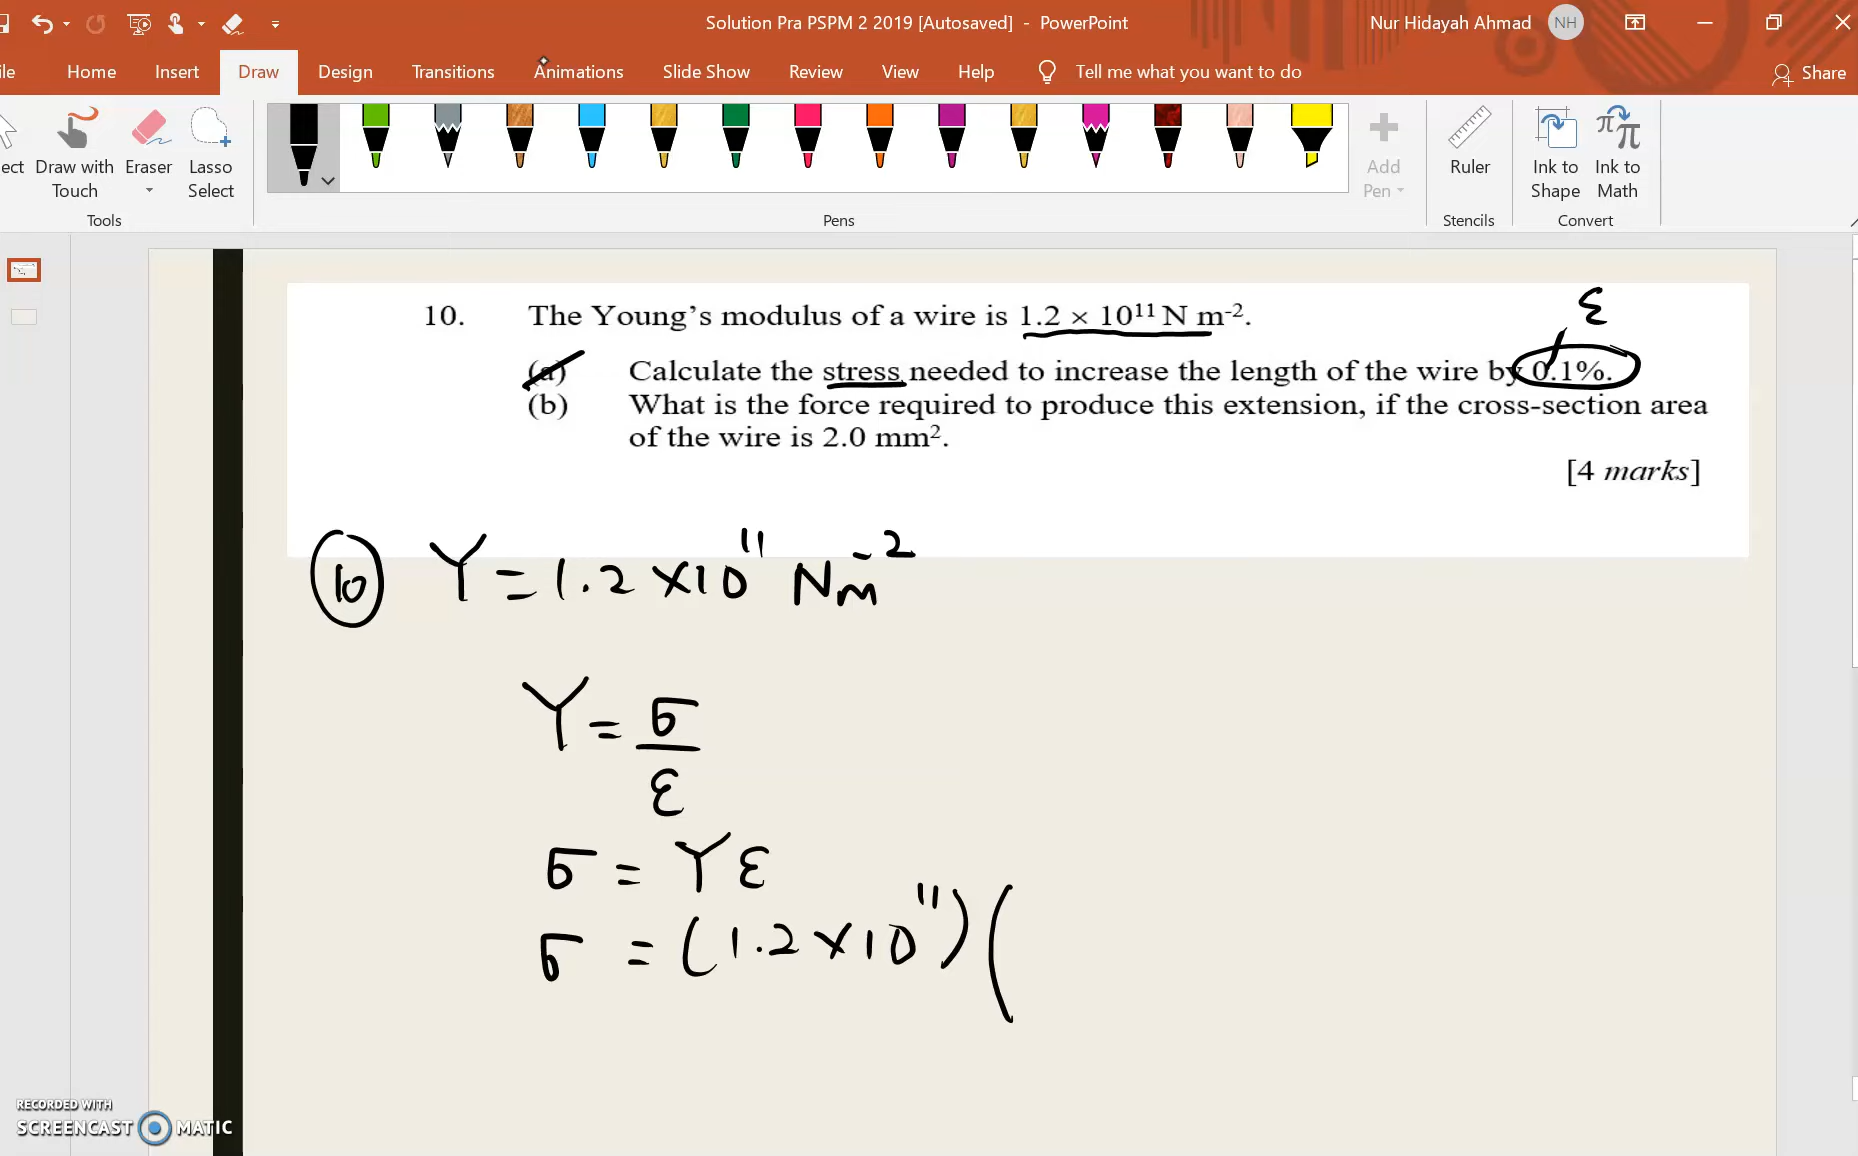 Solution Pra PSPM 2 2019 [Autosaved] - PowerPoint
Nur Hidayah Ahmad
NH
ile Home Insert Draw Design Transitions Animations Slide Show Review View Help Tell me what you want to do Share
ect
Draw with
Touch
Eraser
Lasso
Select
Add
Pen
Ruler
Ink to
Shape
Ink to
Math
Tools
Pens
Stencils
Convert
ε
10. The Young's modulus of a wire is 1.2 × 10¹¹ N m⁻².
(a) Calculate the stress needed to increase the length of the wire by 0.1%.
(b) What is the force required to produce this extension, if the cross-section area
of the wire is 2.0 mm².
[4 marks]
10 Y = 1.2 ×10¹¹ Nm⁻²
Y = σ/ε
σ = Yε
σ = (1.2 ×10¹¹) (
RECORDED WITH
SCREENCAST MATIC